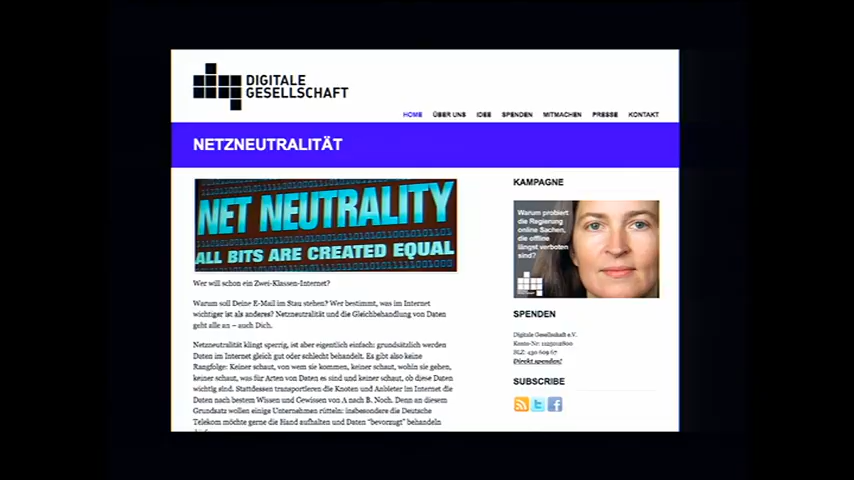 DIGITALE
GESELLSCHAFT
HOME ÜBER UNS IDEE SPENDEN MITMACHEN PRESSE KONTAKT
NETZNEUTRALITÄT
NET NEUTRALITY
ALL BITS ARE CREATED EQUAL
Wer will schon ein Zwei-Klassen-Internet?
Warum soll Deine E-Mail im Stau stehen? Wer bestimmt, was im Internet
wichtiger ist als anderes? Netzneutralität und die Gleichbehandlung von Daten
geht alle an – auch Dich.
Netzneutralität klingt sperrig, ist aber eigentlich einfach: grundsätzlich werden
Daten im Internet gleich gut oder schlecht behandelt. Es gibt also keine
Rangfolge: Keiner schaut, von wem sie kommen, keiner schaut, wohin sie gehen,
keiner schaut, was für Arten von Daten es sind und keiner schaut, ob diese Daten
wichtig sind. Stattdessen transportieren die Knoten und Anbieter im Internet die
Daten nach bestem Wissen und Gewissen von A nach B. Noch. Denn an diesem
Grundsatz wollen einige Unternehmen rütteln: insbesondere die Deutsche
Telekom möchte gerne die Hand aufhalten und Daten "bevorzugt" behandeln
KAMPAGNE
Warum probiert
die Regierung
online Sachen,
die offline
längst verboten
sind?
SPENDEN
Digitale Gesellschaft e.V.
Konto-Nr: 1125012800
BLZ: 430 609 67
Direkt spenden!
SUBSCRIBE